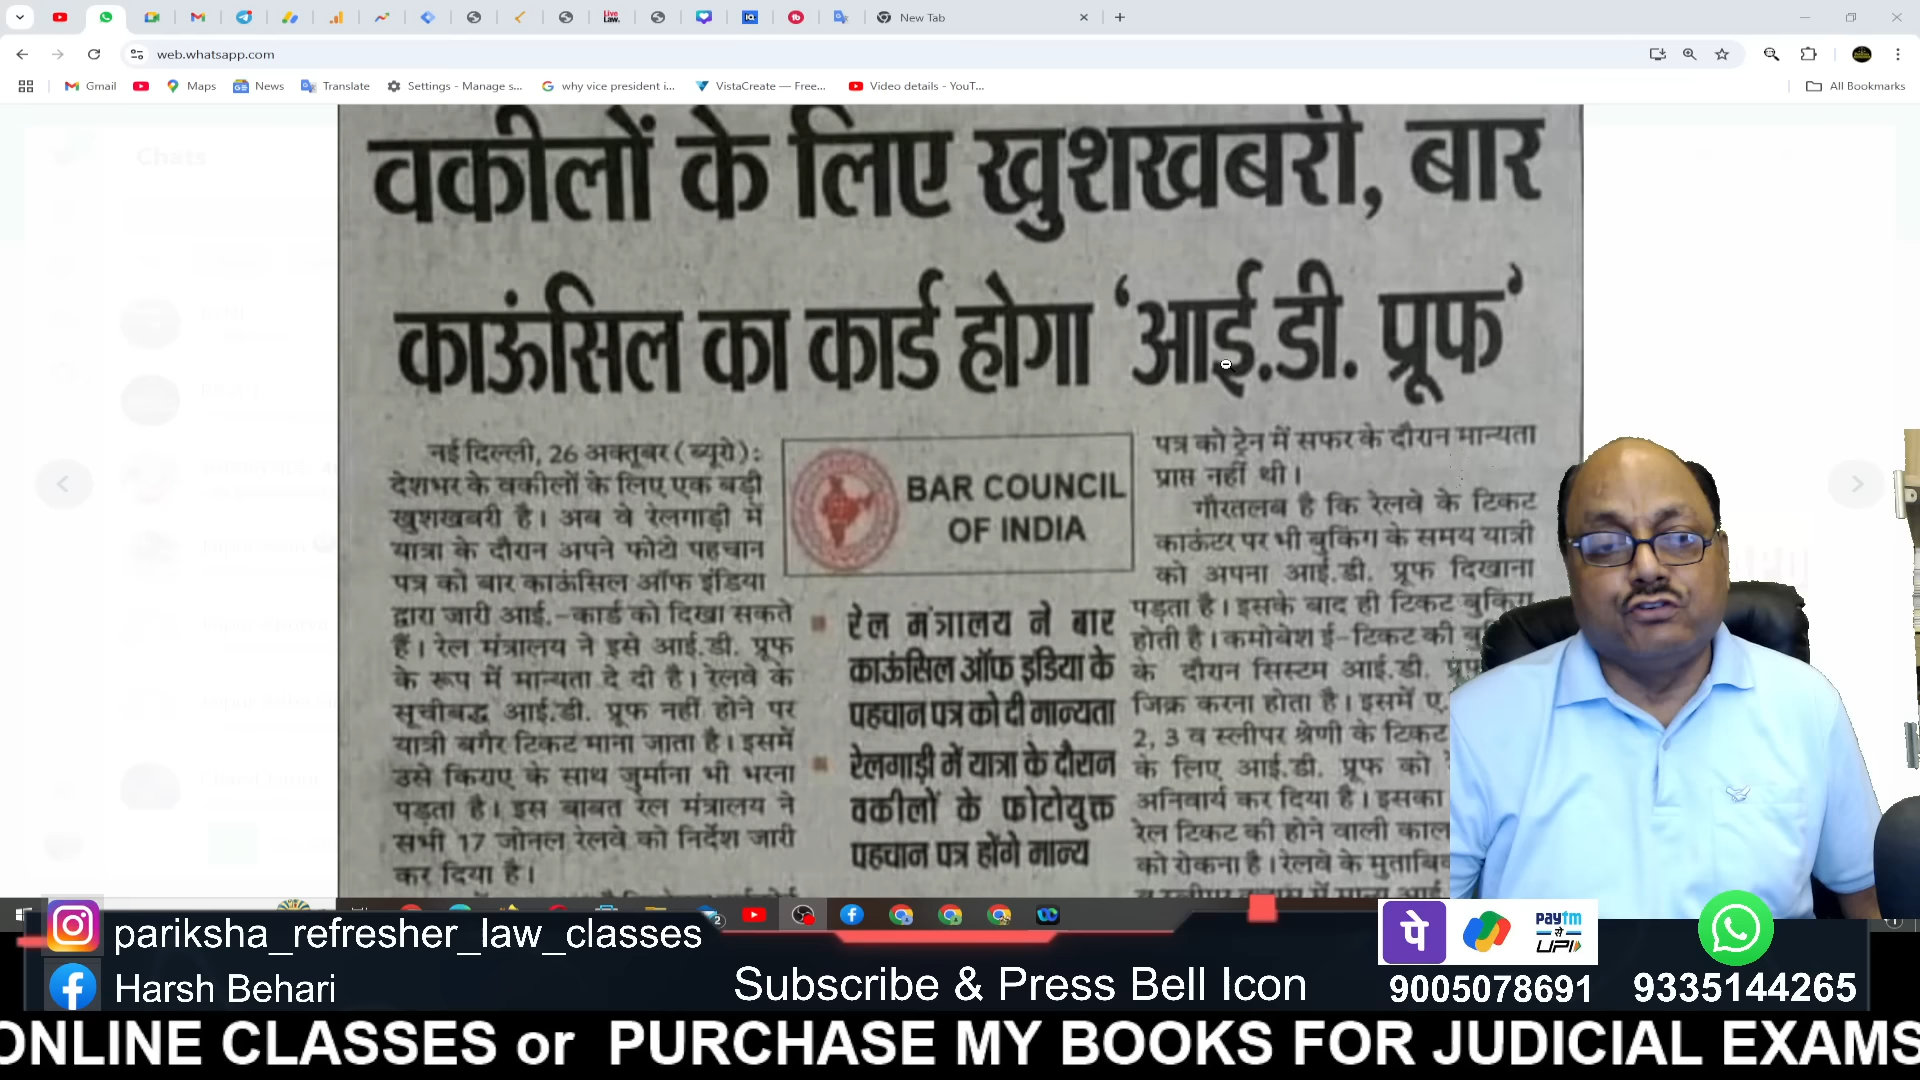 New Tab
web.whatsapp.com
Gmail
Maps
News
Translate
Settings - Manage s...
why vice president i...
VistaCreate — Free...
Video details - YouT...
All Bookmarks
Chats
वकीलों के लिए खुशखबरी, बार
काऊंसिल का कार्ड होगा ‘आई.डी. प्रूफ’
नई दिल्ली, 26 अक्तूबर (ब्यूरो):
देशभर के वकीलों के लिए एक बड़ी
खुशखबरी है। अब वे रेलगाड़ी में
यात्रा के दौरान अपने फोटो पहचान
पत्र को बार काऊंसिल ऑफ इंडिया
द्वारा जारी आई.-कार्ड को दिखा सकते
हैं। रेल मंत्रालय ने इसे आई.डी. प्रूफ
के रूप में मान्यता दे दी है। रेलवे के
सूचीबद्ध आई.डी. प्रूफ नहीं होने पर
यात्री बगैर टिकट माना जाता है। इसमें
उसे किराए के साथ जुर्माना भी भरना
पड़ता है। इस बाबत रेल मंत्रालय ने
सभी 17 जोनल रेलवे को निर्देश जारी
कर दिया है।
BAR COUNCIL
OF INDIA
रेल मंत्रालय ने बार
काऊंसिल ऑफ इंडिया के
पहचान पत्र को दी मान्यता
रेलगाड़ी में यात्रा के दौरान
वकीलों के फोटोयुक्त
पहचान पत्र होंगे मान्य
पत्र को ट्रेन में सफर के दौरान मान्यता
प्राप्त नहीं थी।
गौरतलब है कि रेलवे के टिकट
काऊंटर पर भी बुकिंग के समय यात्री
को अपना आई.डी. प्रूफ दिखाना
पड़ता है। इसके बाद ही टिकट बुकिंग
होती है। कमोबेश ई-टिकट की
के दौरान सिस्टम आई.डी.
जिक्र करना होता है। इसमें ए.
2, 3 व स्लीपर श्रेणी के टिकट
के लिए आई.डी. प्रूफ को
अनिवार्य कर दिया है। इसका
रेल टिकट की होने वाली काल
को रोकना है। रेलवे के मुताबि
pariksha_refresher_law_classes
Harsh Behari
Subscribe & Press Bell Icon
पे
paytm
से
UPI
9005078691
9335144265
ONLINE CLASSES or PURCHASE MY BOOKS FOR JUDICIAL EXAMS